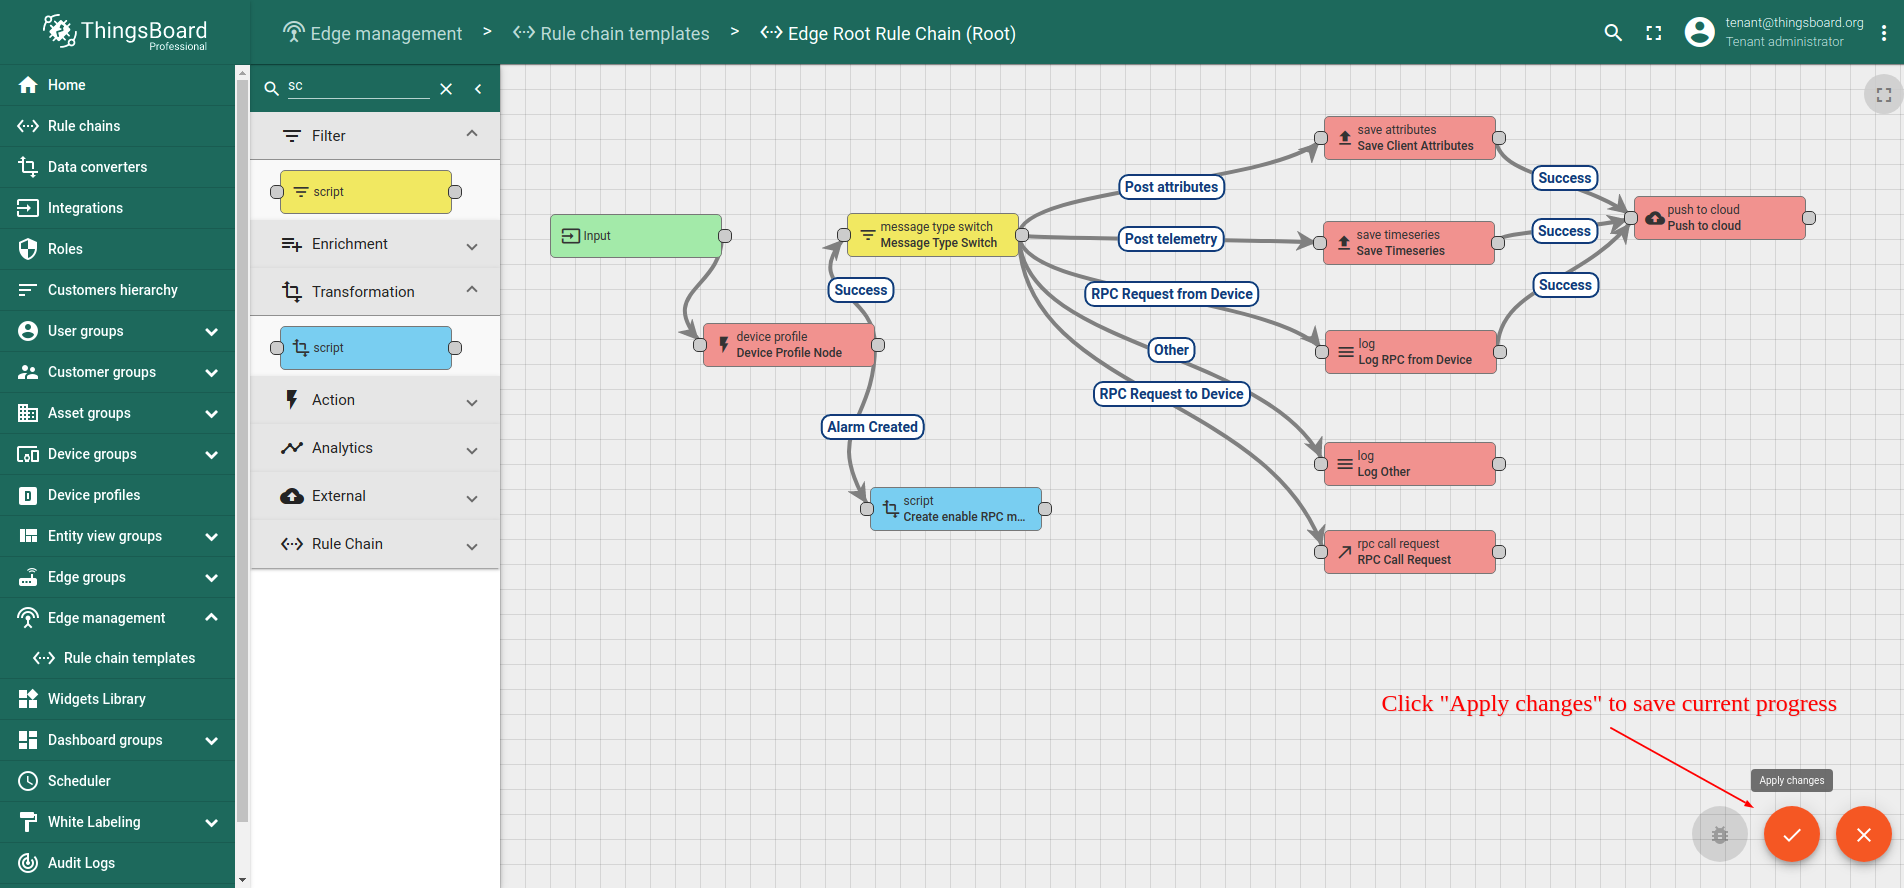 ThingsBoard
Professional
Edge management > Rule chain templates > Edge Root Rule Chain (Root)
tenant@thingsboard.org
Tenant administrator
Home
Rule chains
Data converters
Integrations
Roles
Customers hierarchy
User groups
Customer groups
Asset groups
Device groups
Device profiles
Entity view groups
Edge groups
Edge management
Rule chain templates
Widgets Library
Dashboard groups
Scheduler
White Labeling
Audit Logs
sc
Filter
script
Enrichment
Transformation
script
Action
Analytics
External
Rule Chain
Input
device profile
Device Profile Node
Success
Alarm Created
script
Create enable RPC m...
message type switch
Message Type Switch
Post attributes
Post telemetry
RPC Request from Device
Other
RPC Request to Device
save attributes
Save Client Attributes
save timeseries
Save Timeseries
log
Log RPC from Device
log
Log Other
rpc call request
RPC Call Request
Success
Success
Success
push to cloud
Push to cloud
Click "Apply changes" to save current progress
Apply changes